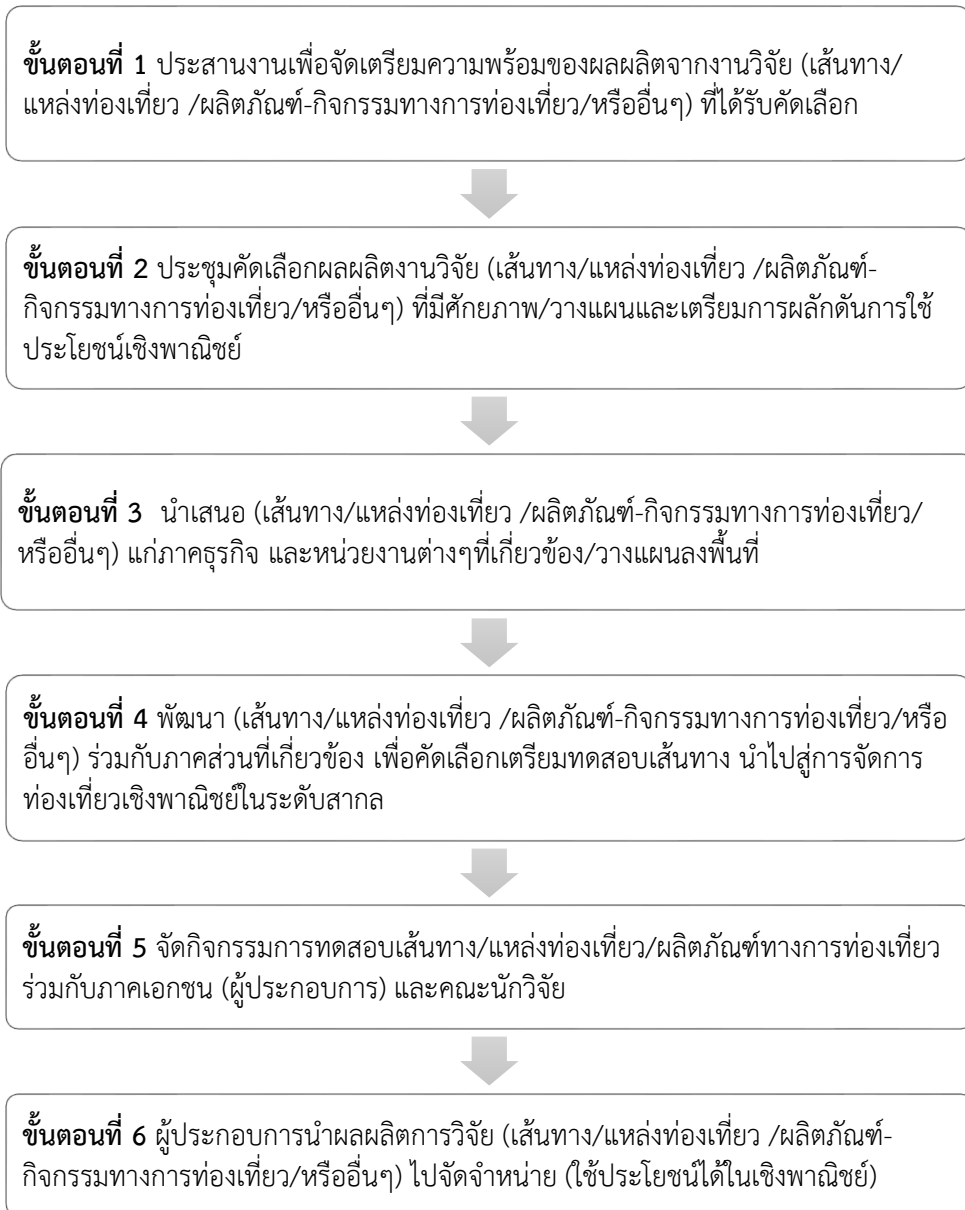 ขั้นตอนที่ 1 ประสานงานเพื่อจัดเตรียมความพร้อมของผลผลิตจากงานวิจัย (เส้นทาง/
แหล่งท่องเที่ยว /ผลิตภัณฑ์-กิจกรรมทางการท่องเที่ยว/หรืออื่นๆ) ที่ได้รับคัดเลือก
ขั้นตอนที่ 2 ประชุมคัดเลือกผลผลิตงานวิจัย (เส้นทาง/แหล่งท่องเที่ยว /ผลิตภัณฑ์-
กิจกรรมทางการท่องเที่ยว/หรืออื่นๆ) ที่มีศักยภาพ/วางแผนและเตรียมการผลักดันการใช้
ประโยชน์เชิงพาณิชย์
ขั้นตอนที่ 3 นำเสนอ (เส้นทาง/แหล่งท่องเที่ยว /ผลิตภัณฑ์-กิจกรรมทางการท่องเที่ยว/
หรืออื่นๆ) แก่ภาคธุรกิจ และหน่วยงานต่างๆที่เกี่ยวข้อง/วางแผนลงพื้นที่
ขั้นตอนที่ 4 พัฒนา (เส้นทาง/แหล่งท่องเที่ยว /ผลิตภัณฑ์-กิจกรรมทางการท่องเที่ยว/หรือ
อื่นๆ) ร่วมกับภาคส่วนที่เกี่ยวข้อง เพื่อคัดเลือกเตรียมทดสอบเส้นทาง นำไปสู่การจัดการ
ท่องเที่ยวเชิงพาณิชย์ในระดับสากล
ขั้นตอนที่ 5 จัดกิจกรรมการทดสอบเส้นทาง/แหล่งท่องเที่ยว/ผลิตภัณฑ์ทางการท่องเที่ยว
ร่วมกับภาคเอกชน (ผู้ประกอบการ) และคณะนักวิจัย
ขั้นตอนที่ 6 ผู้ประกอบการนำผลผลิตการวิจัย (เส้นทาง/แหล่งท่องเที่ยว /ผลิตภัณฑ์-
กิจกรรมทางการท่องเที่ยว/หรืออื่นๆ) ไปจัดจำหน่าย (ใช้ประโยชน์ได้ในเชิงพาณิชย์)